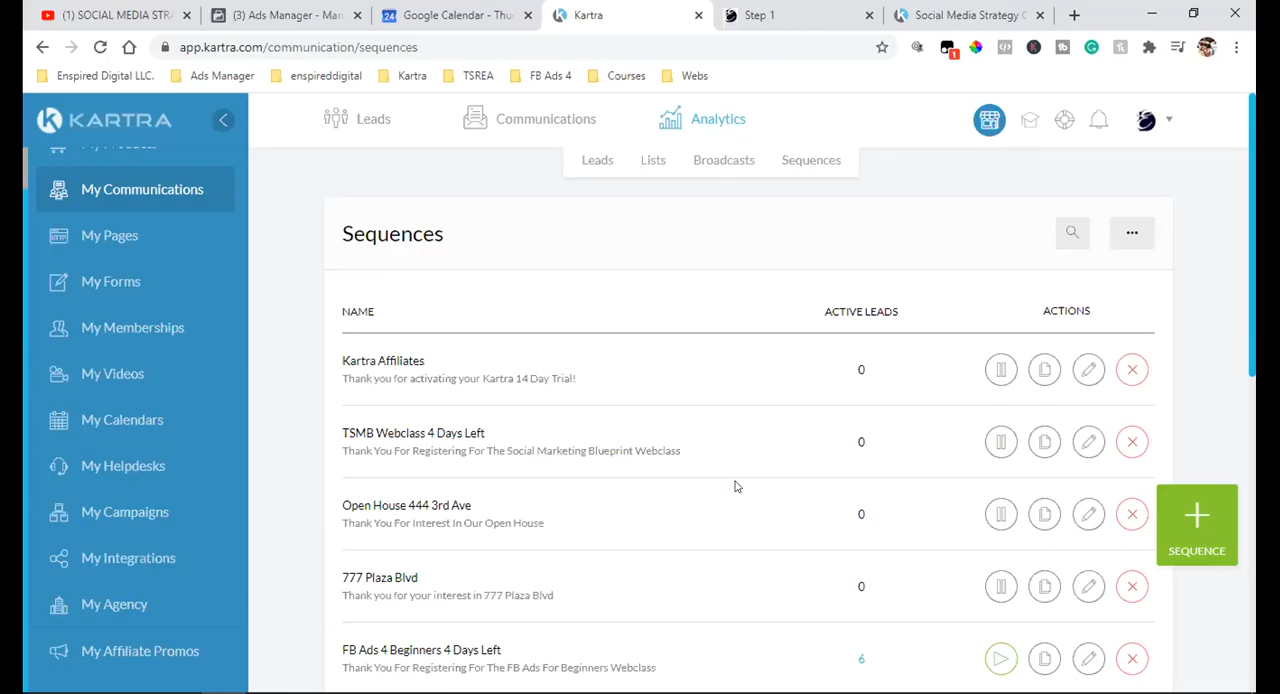 (1) SOCIAL MEDIA STRA
(3) Ads Manager - Man
24
Google Calendar - Thu
Kartra
Step 1
Social Media Strategy C
app.kartra.com/communication/sequences
1
Enspired Digital LLC.
Ads Manager
enspireddigital
Kartra
TSREA
FB Ads 4
Courses
Webs
KARTRA
My Communications
My Pages
My Forms
My Memberships
My Videos
My Calendars
My Helpdesks
My Campaigns
My Integrations
My Agency
My Affiliate Promos
Leads
Communications
Analytics
Leads
Lists
Broadcasts
Sequences
Sequences
NAME
ACTIVE LEADS
ACTIONS
Kartra Affiliates
Thank you for activating your Kartra 14 Day Trial!
0
TSMB Webclass 4 Days Left
Thank You For Registering For The Social Marketing Blueprint Webclass
0
Open House 444 3rd Ave
Thank You For Interest In Our Open House
0
777 Plaza Blvd
Thank you for your interest in 777 Plaza Blvd
0
FB Ads 4 Beginners 4 Days Left
Thank You For Registering For The FB Ads For Beginners Webclass
6
SEQUENCE